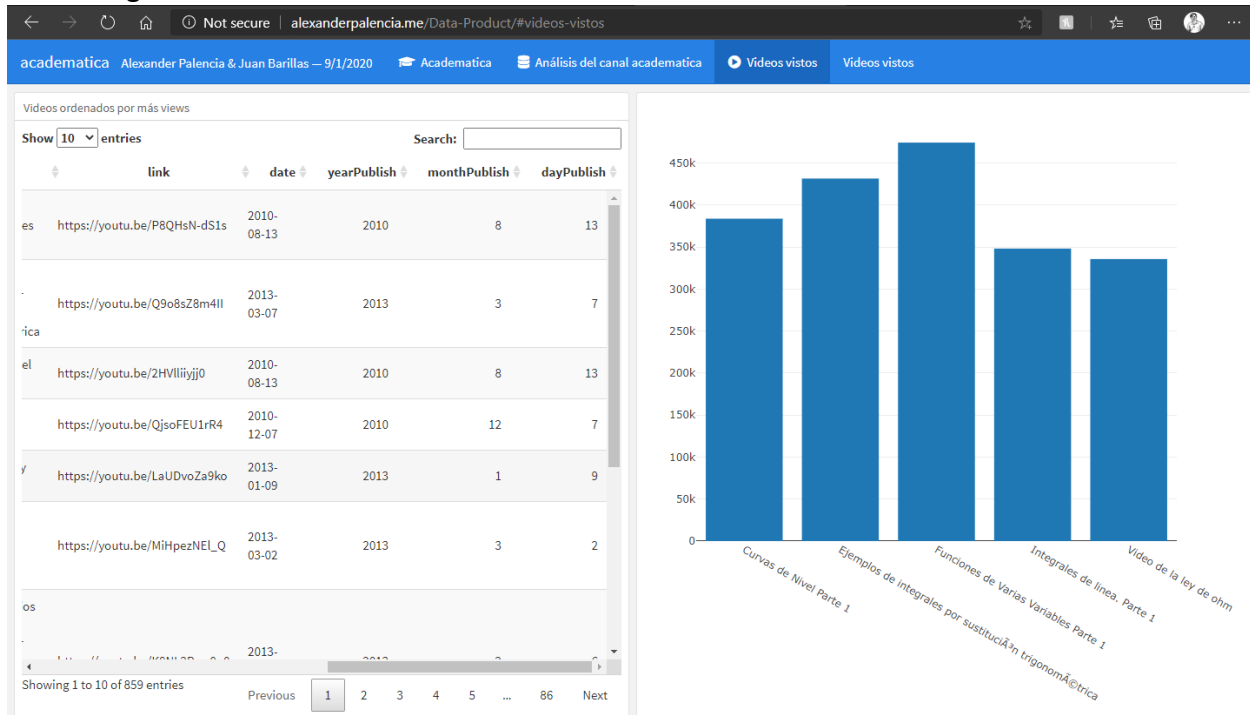 Not secure | alexanderpalencia.me/Data-Product/#videos-vistos
academatica Alexander Palencia & Juan Barillas — 9/1/2020 Academatica Análisis del canal academatica Videos vistos Videos vistos
Videos ordenados por más views
Show 10 entries Search:
link date yearPublish monthPublish dayPublish
es https://youtu.be/P8QHsN-dS1s 2010-08-13 2010 8 13
rica https://youtu.be/Q9o8sZ8m4II 2013-03-07 2013 3 7
el https://youtu.be/2HVlliiyjj0 2010-08-13 2010 8 13
https://youtu.be/QjsoFEU1rR4 2010-12-07 2010 12 7
y https://youtu.be/LaUDvoZa9ko 2013-01-09 2013 1 9
https://youtu.be/MiHpezNEl_Q 2013-03-02 2013 3 2
os
2013-
Showing 1 to 10 of 859 entries
Previous 1 2 3 4 5 ... 86 Next
450k
400k
350k
300k
250k
200k
150k
100k
50k
0
Curvas de Nivel Parte 1
Ejemplos de integrales por sustituciÃ³n trigonomÃ©trica
Funciones de Varias Variables Parte 1
Integrales de linea. Parte 1
Video de la ley de ohm